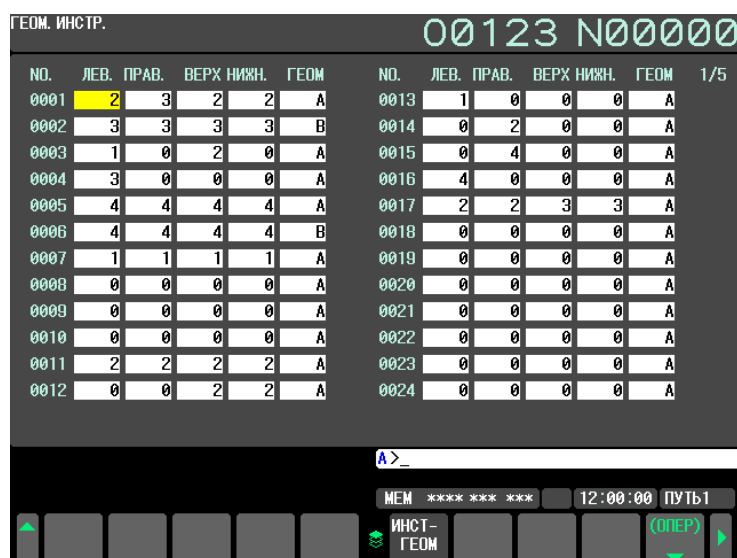 ГЕОМ. ИНСТР. O0123 N00000
NO. ЛЕВ. ПРАВ. ВЕРХ НИЖН. ГЕОМ NO. ЛЕВ. ПРАВ. ВЕРХ НИЖН. ГЕОМ 1/5
0001 2 3 2 2 A 0013 1 0 0 0 A
0002 3 3 3 3 B 0014 0 2 0 0 A
0003 1 0 2 0 A 0015 0 4 0 0 A
0004 3 0 0 0 A 0016 4 0 0 0 A
0005 4 4 4 4 A 0017 2 2 3 3 A
0006 4 4 4 4 B 0018 0 0 0 0 A
0007 1 1 1 1 A 0019 0 0 0 0 A
0008 0 0 0 0 A 0020 0 0 0 0 A
0009 0 0 0 0 A 0021 0 0 0 0 A
0010 0 0 0 0 A 0022 0 0 0 0 A
0011 2 2 2 2 A 0023 0 0 0 0 A
0012 0 0 2 2 A 0024 0 0 0 0 A
A>_
MEM **** *** *** 12:00:00 ПУТЬ1
ИНСТ- (ОПЕР)
ГЕОМ